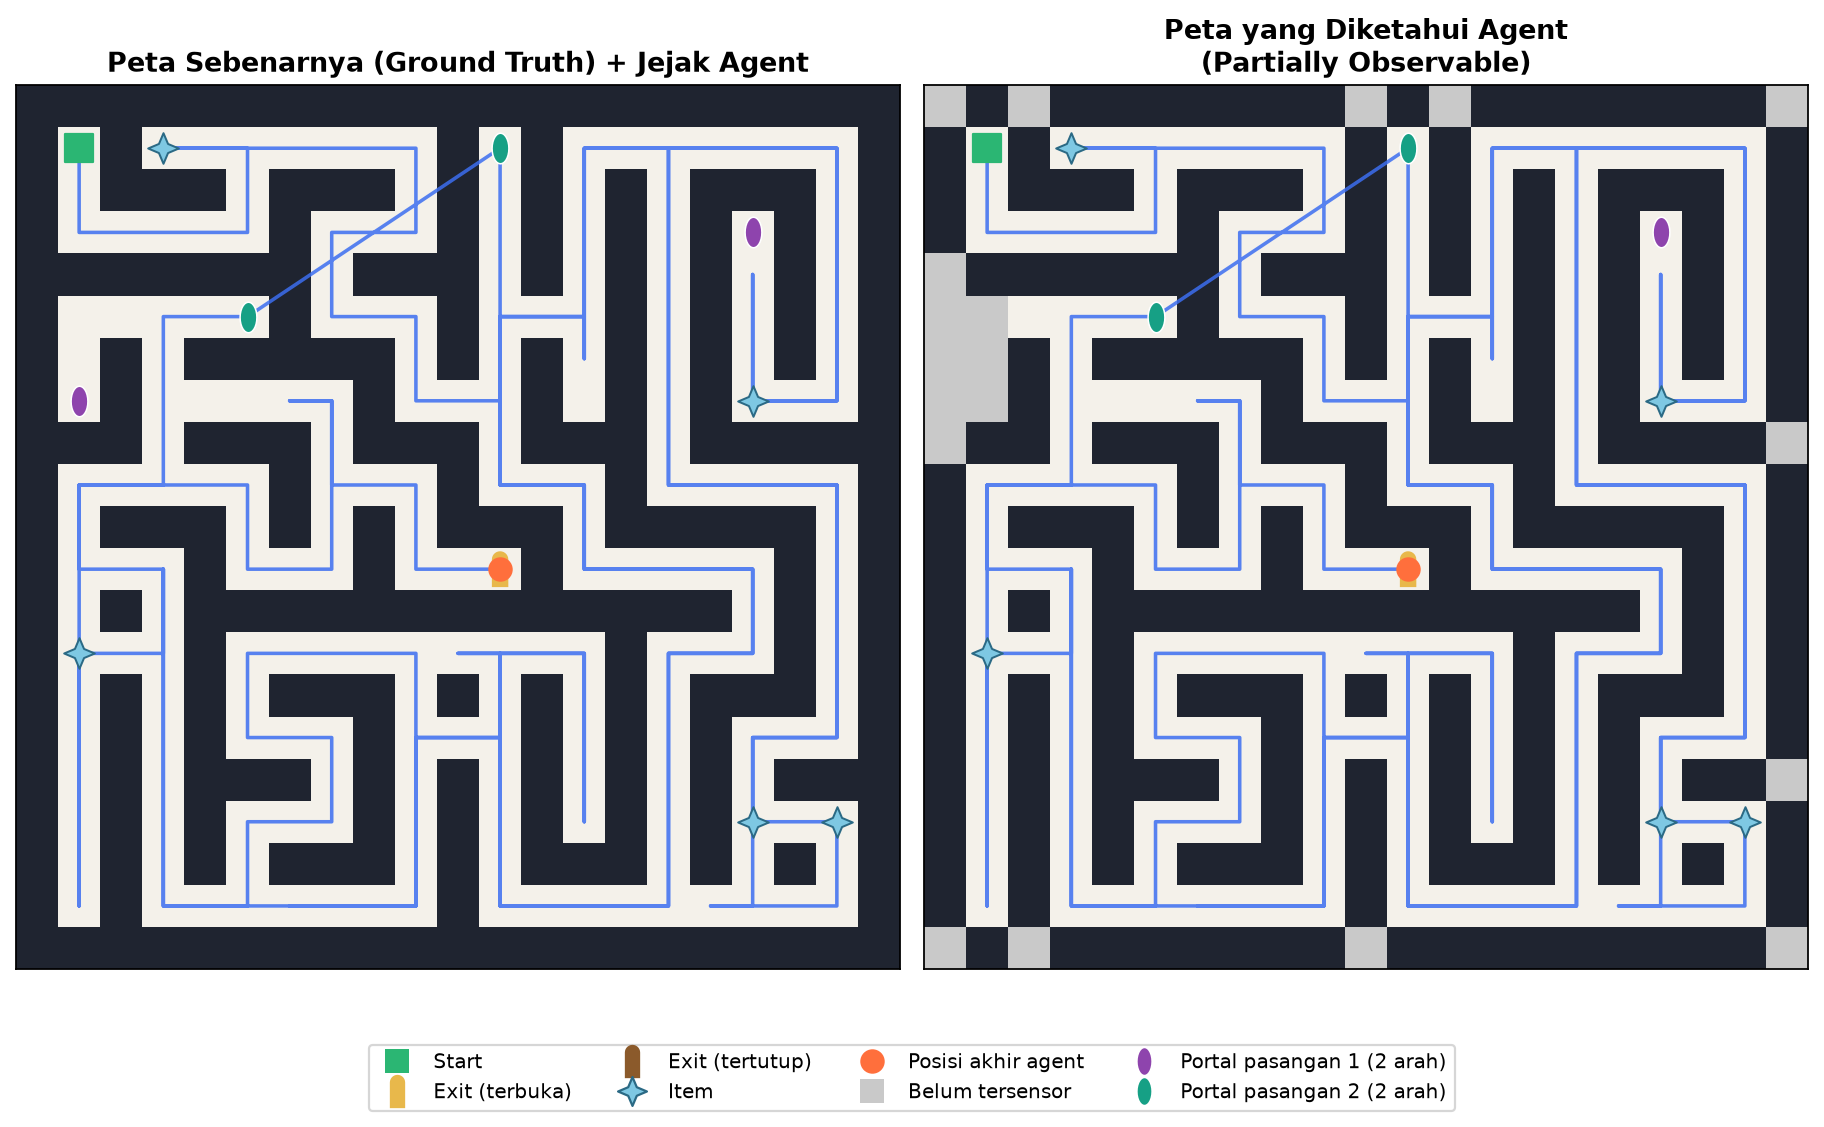 Peta Sebenarnya (Ground Truth) + Jejak Agent
Peta yang Diketahui Agent
(Partially Observable)
Start
Exit (terbuka)
Exit (tertutup)
Item
Posisi akhir agent
Belum tersensor
Portal pasangan 1 (2 arah)
Portal pasangan 2 (2 arah)